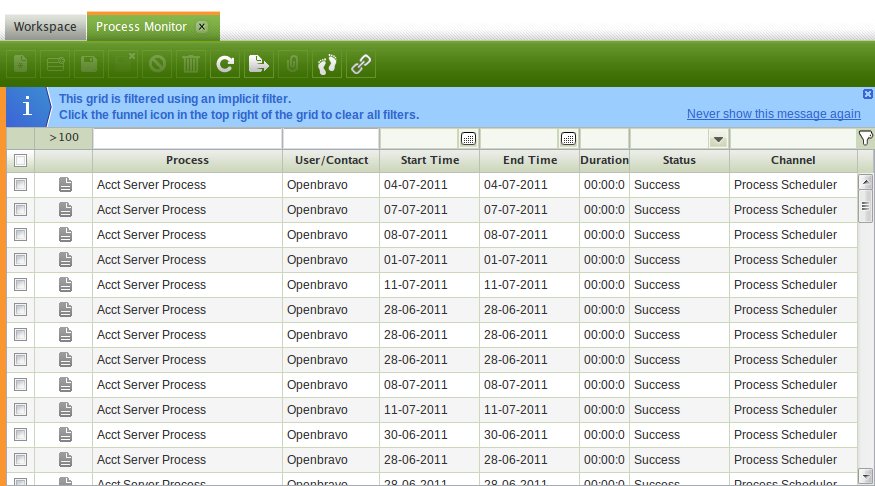 Workspace Process Monitor
This grid is filtered using an implicit filter.
Click the funnel icon in the top right of the grid to clear all filters. Never show this message again
>100
Process User/Contact Start Time End Time Duration Status Channel
Acct Server Process Openbravo 04-07-2011 04-07-2011 00:00:0 Success Process Scheduler
Acct Server Process Openbravo 07-07-2011 07-07-2011 00:00:0 Success Process Scheduler
Acct Server Process Openbravo 08-07-2011 08-07-2011 00:00:0 Success Process Scheduler
Acct Server Process Openbravo 01-07-2011 01-07-2011 00:00:0 Success Process Scheduler
Acct Server Process Openbravo 11-07-2011 11-07-2011 00:00:0 Success Process Scheduler
Acct Server Process Openbravo 28-06-2011 28-06-2011 00:00:0 Success Process Scheduler
Acct Server Process Openbravo 28-06-2011 28-06-2011 00:00:0 Success Process Scheduler
Acct Server Process Openbravo 28-06-2011 28-06-2011 00:00:0 Success Process Scheduler
Acct Server Process Openbravo 08-07-2011 08-07-2011 00:00:0 Success Process Scheduler
Acct Server Process Openbravo 11-07-2011 11-07-2011 00:00:0 Success Process Scheduler
Acct Server Process Openbravo 30-06-2011 30-06-2011 00:00:0 Success Process Scheduler
Acct Server Process Openbravo 28-06-2011 28-06-2011 00:00:0 Success Process Scheduler
Acct Server Process Openbravo 28-06-2011 28-06-2011 00:00:0 Success Process Scheduler